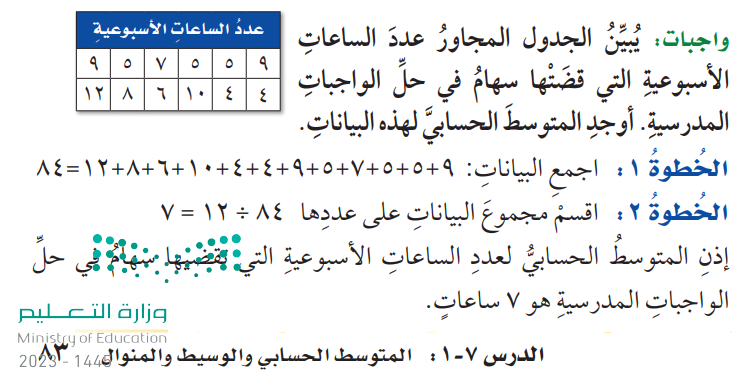 واجبات: يُبيِّنُ الجدول المجاورُ عددَ الساعاتِ
الأسبوعيةِ التي قضَتْها سهامُ في حلِّ الواجباتِ
المدرسيةِ. أوجدِ المتوسطَ الحسابيَّ لهذه البياناتِ.
عددُ الساعاتِ الأسبوعيةِ
٩ ٥ ٥ ٧ ٥ ٩
٤ ٤ ١٠ ٦ ٨ ١٢
الخُطوةُ ١: اجمعِ البياناتِ: ٩+٥+٥+٧+٥+٩+٤+٤+١٠+٦+٨+١٢=٨٤
الخُطوةُ ٢: اقسمْ مجموعَ البياناتِ على عددِها ٨٤ ÷ ١٢ = ٧
إذنِ المتوسطُ الحسابيُّ لعددِ الساعاتِ الأسبوعيةِ التي تقضيها سهامُ في حلِّ
الواجباتِ المدرسيةِ هو ٧ ساعاتٍ.
وزارة التعليم
Ministry of Education
2023 - 1445
الدرس ٧-١: المتوسط الحسابي والوسيط والمنوال ٨٣